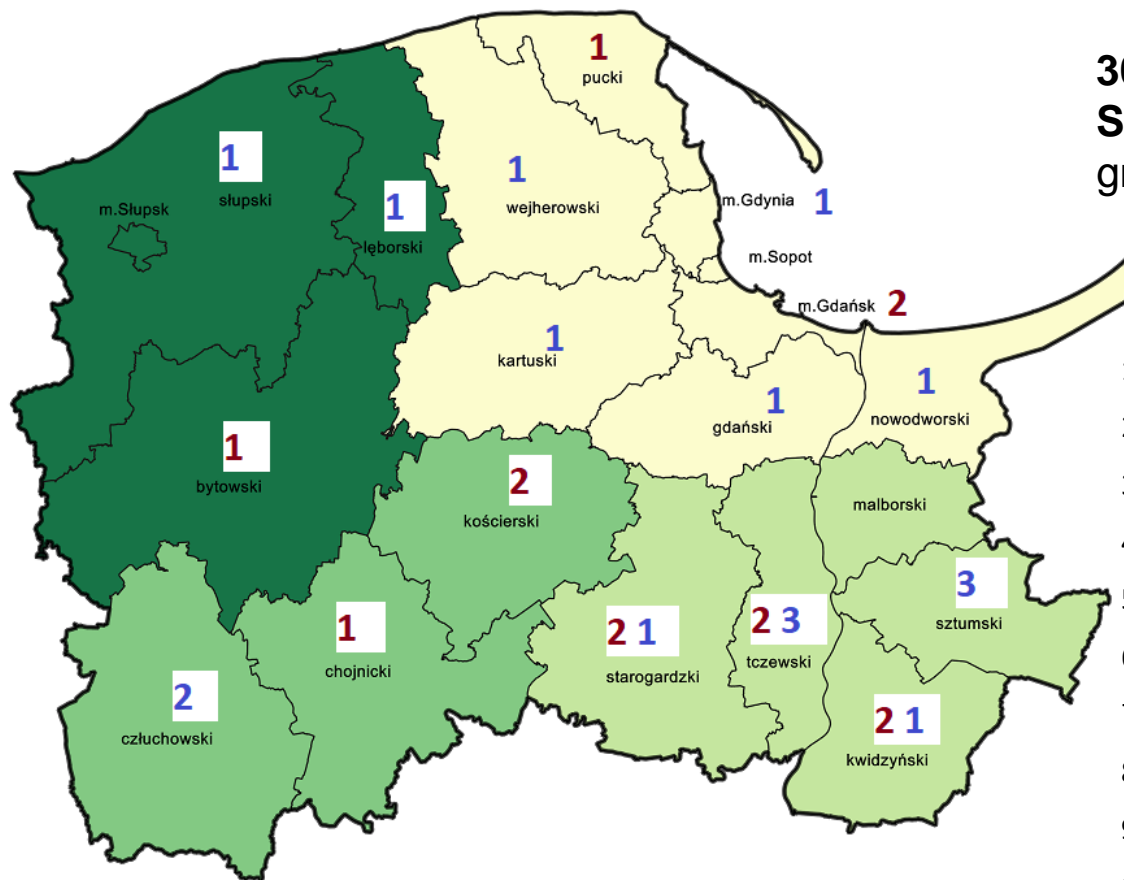 1
pucki
30
1
słupski
1
wejherowski
m.Słupsk
1
lęborski
m.Gdynia 1
m.Sopot
m.Gdańsk 2
1
kartuski
1
gdański
1
nowodworski
1
bytowski
2
kościerski
malborski
3
sztumski
1
chojnicki
2 1
starogardzki
2 3
tczewski
2
człuchowski
2 1
kwidzyński